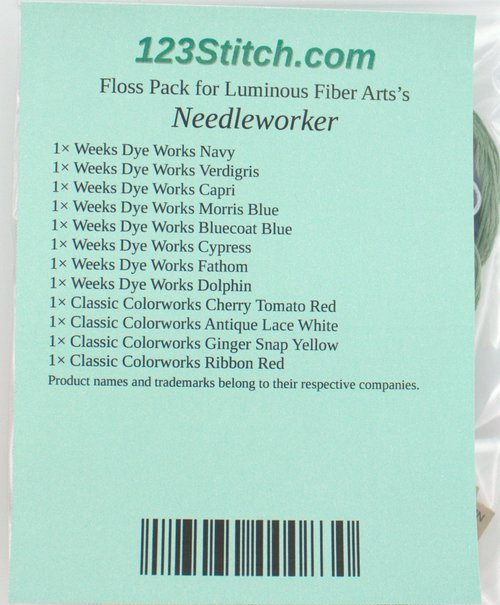 123Stitch.com
Floss Pack for Luminous Fiber Arts's
Needleworker
1× Weeks Dye Works Navy
1× Weeks Dye Works Verdigris
1× Weeks Dye Works Capri
1× Weeks Dye Works Morris Blue
1× Weeks Dye Works Bluecoat Blue
1× Weeks Dye Works Cypress
1× Weeks Dye Works Fathom
1× Weeks Dye Works Dolphin
1× Classic Colorworks Cherry Tomato Red
1× Classic Colorworks Antique Lace White
1× Classic Colorworks Ginger Snap Yellow
1× Classic Colorworks Ribbon Red
Product names and trademarks belong to their respective companies.